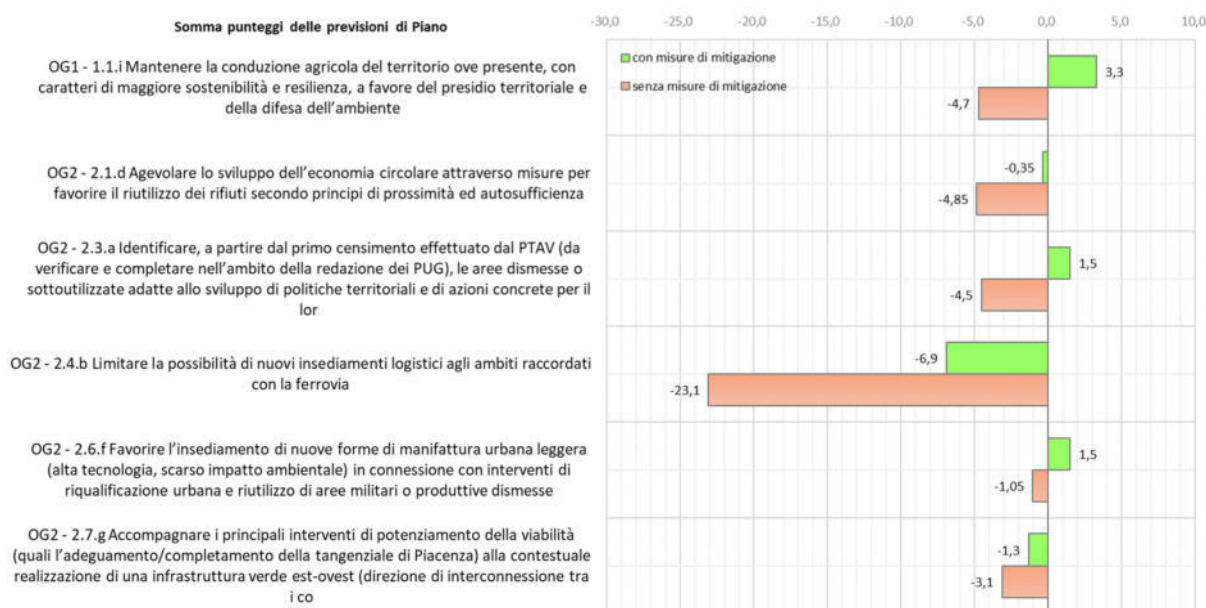 Somma punteggi delle previsioni di Piano
-30,0 -25,0 -20,0 -15,0 -10,0 -5,0 0,0 5,0 10,0
con misure di mitigazione
senza misure di mitigazione
OG1 - 1.1.i Mantenere la conduzione agricola del territorio ove presente, con
caratteri di maggiore sostenibilità e resilienza, a favore del presidio territoriale e
della difesa dell'ambiente
3,3
-4,7
OG2 - 2.1.d Agevolare lo sviluppo dell'economia circolare attraverso misure per
favorire il riutilizzo dei rifiuti secondo principi di prossimità ed autosufficienza
-0,35
-4,85
OG2 - 2.3.a Identificare, a partire dal primo censimento effettuato dal PTAV (da
verificare e completare nell'ambito della redazione dei PUG), le aree dismesse o
sottoutilizzate adatte allo sviluppo di politiche territoriali e di azioni concrete per il
lor
1,5
-4,5
OG2 - 2.4.b Limitare la possibilità di nuovi insediamenti logistici agli ambiti raccordati
con la ferrovia
-6,9
-23,1
OG2 - 2.6.f Favorire l'insediamento di nuove forme di manifattura urbana leggera
(alta tecnologia, scarso impatto ambientale) in connessione con interventi di
riqualificazione urbana e riutilizzo di aree militari o produttive dismesse
1,5
-1,05
OG2 - 2.7.g Accompagnare i principali interventi di potenziamento della viabilità
(quali l'adeguamento/completamento della tangenziale di Piacenza) alla contestuale
realizzazione di una infrastruttura verde est-ovest (direzione di interconnessione tra
i co
-1,3
-3,1